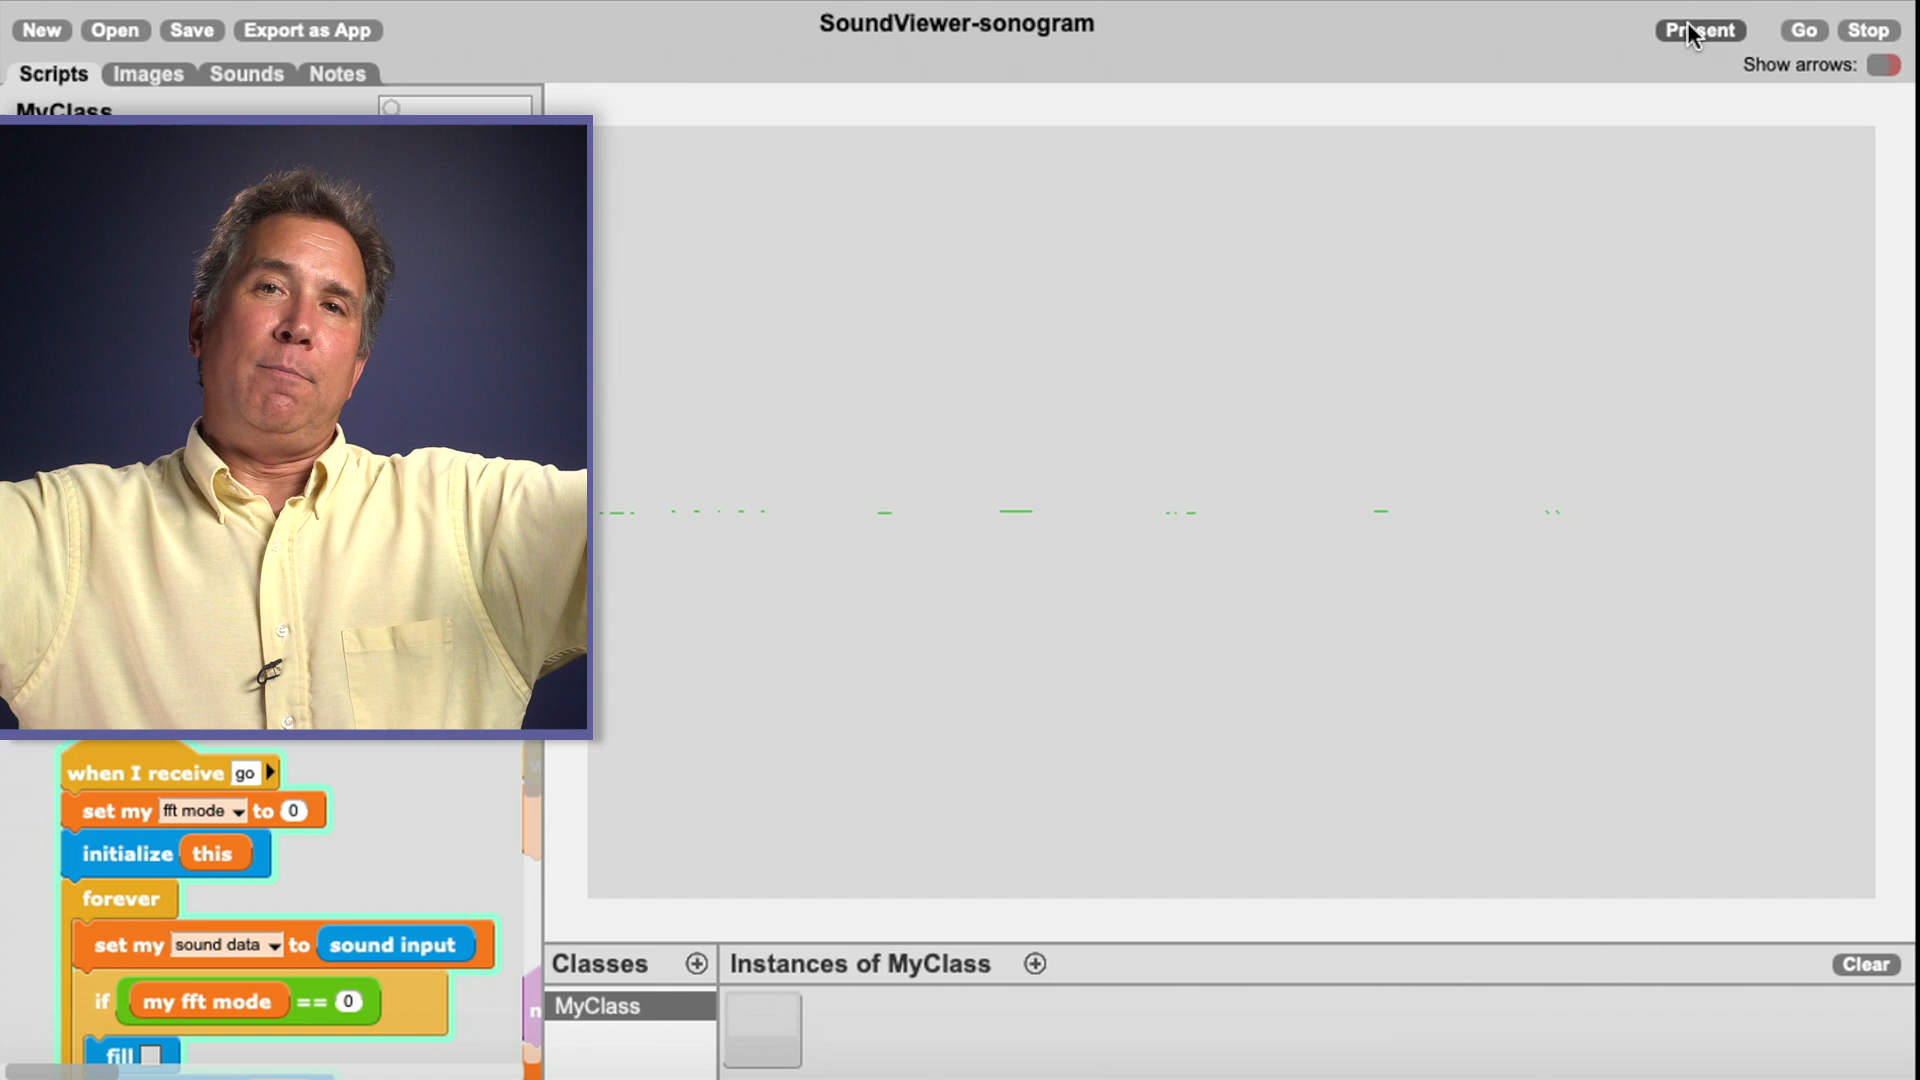 New Open Save Export as App
SoundViewer-sonogram
Present Go Stop
Show arrows:
Scripts Images Sounds Notes
MyClass
when I receive go
set my fft mode to 0
initialize this
forever
set my sound data to sound input
if my fft mode == 0
fill
Classes
Instances of MyClass
Clear
MyClass